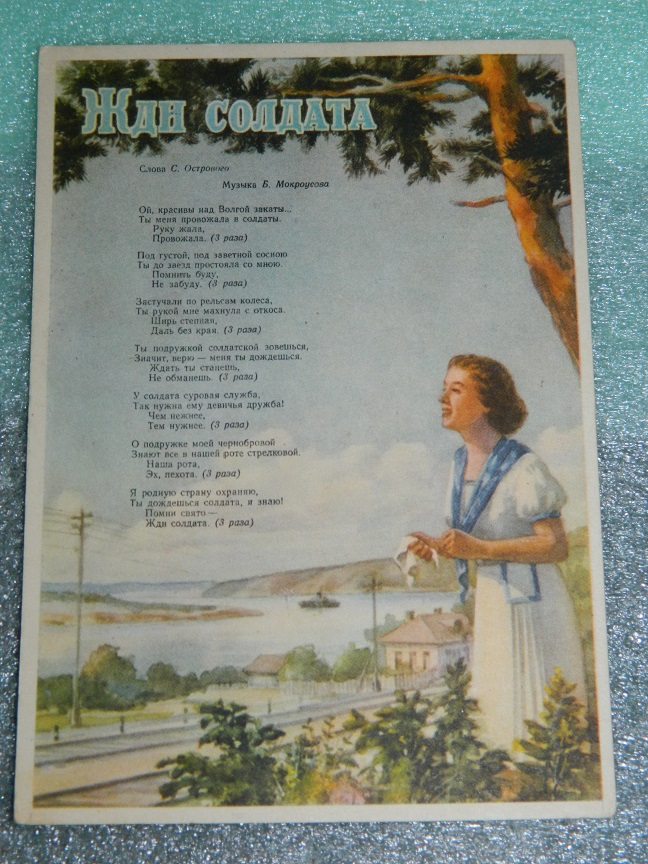 Жди солдата
Слова С. Острового
Музыка Б. Мокроусова
Ой, красивы над Волгой закаты...
Ты меня провожала в солдаты.
Руку жала,
Провожала. (3 раза)
Под густой, под заветной сосною
Ты до звезд простояла со мною.
Помнить буду,
Не забуду. (3 раза)
Застучали по рельсам колеса,
Ты рукой мне махнула с откоса.
Ширь степная,
Даль без края. (3 раза)
Ты подружкой солдатской зовешься,
Значит, верю — меня ты дождешься.
Ждать ты станешь,
Не обманешь. (3 раза)
У солдата суровая служба,
Так нужна ему девичья дружба!
Чем нежнее,
Тем нужнее. (3 раза)
О подружке моей чернобровой
Знают все в нашей роте стрелковой.
Наша рота,
Эх, пехота. (3 раза)
Я родную страну охраняю,
Ты дождешься солдата, я знаю!
Помни свято —
Жди солдата. (3 раза)